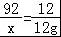 92/x = 12/12g